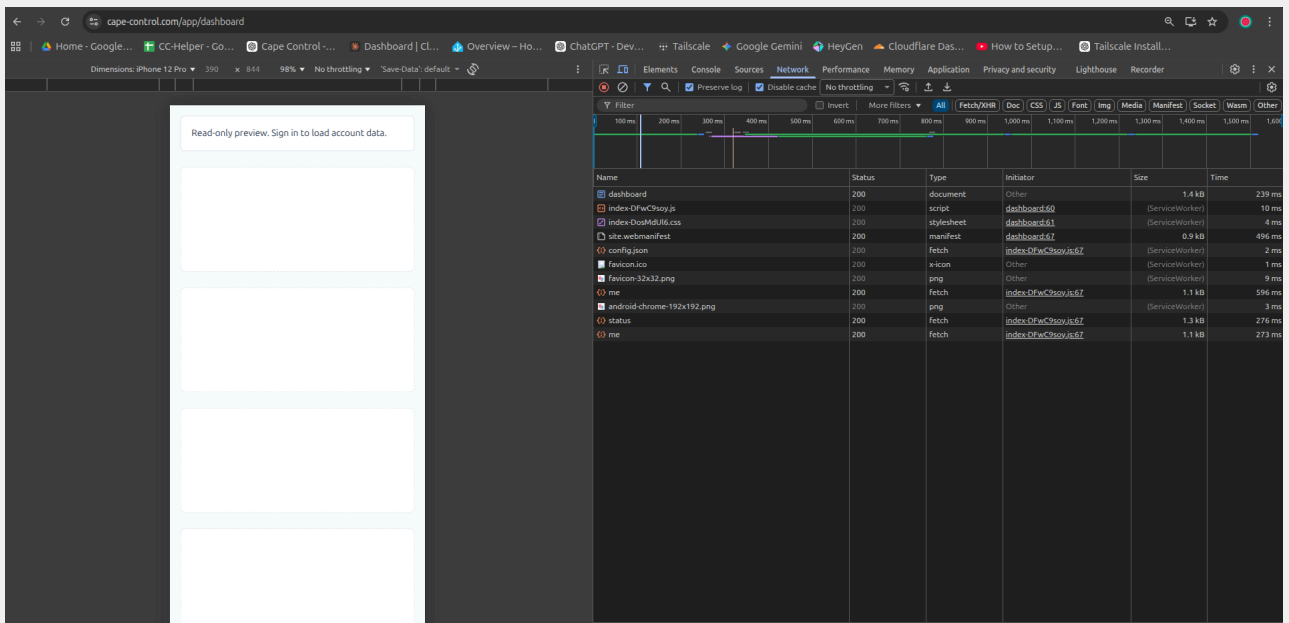 cape-control.com/app/dashboard
Home - Google... CC-Helper - Go... Cape Control -... Dashboard | Cl... Overview – Ho... ChatGPT - Dev... Tailscale Google Gemini HeyGen Cloudflare Das... How to Setup... Tailscale Install...
Dimensions: iPhone 12 Pro ▼ 390 x 844 98% ▼ No throttling ▼ 'Save-Data': default
Elements Console Sources Network Performance Memory Application Privacy and security Lighthouse Recorder
Preserve log Disable cache No throttling
Filter Invert More filters All Fetch/XHR Doc CSS JS Font Img Media Manifest Socket Wasm Other
100 ms 200 ms 300 ms 400 ms 500 ms 600 ms 700 ms 800 ms 900 ms 1,000 ms 1,100 ms 1,200 ms 1,300 ms 1,400 ms 1,500 ms 1,600
Read-only preview. Sign in to load account data.
Name Status Type Initiator Size Time
dashboard 200 document Other 1.4 kB 239 ms
index-DFwC9soy.js 200 script dashboard:60 (ServiceWorker) 10 ms
index-DosMdUl6.css 200 stylesheet dashboard:61 (ServiceWorker) 4 ms
site.webmanifest 200 manifest dashboard:67 0.9 kB 496 ms
config.json 200 fetch index-DFwC9soy.js:67 (ServiceWorker) 2 ms
favicon.ico 200 x-icon Other (ServiceWorker) 1 ms
favicon-32x32.png 200 png Other (ServiceWorker) 9 ms
me 200 fetch index-DFwC9soy.js:67 1.1 kB 596 ms
android-chrome-192x192.png 200 png Other (ServiceWorker) 3 ms
status 200 fetch index-DFwC9soy.js:67 1.3 kB 276 ms
me 200 fetch index-DFwC9soy.js:67 1.1 kB 273 ms